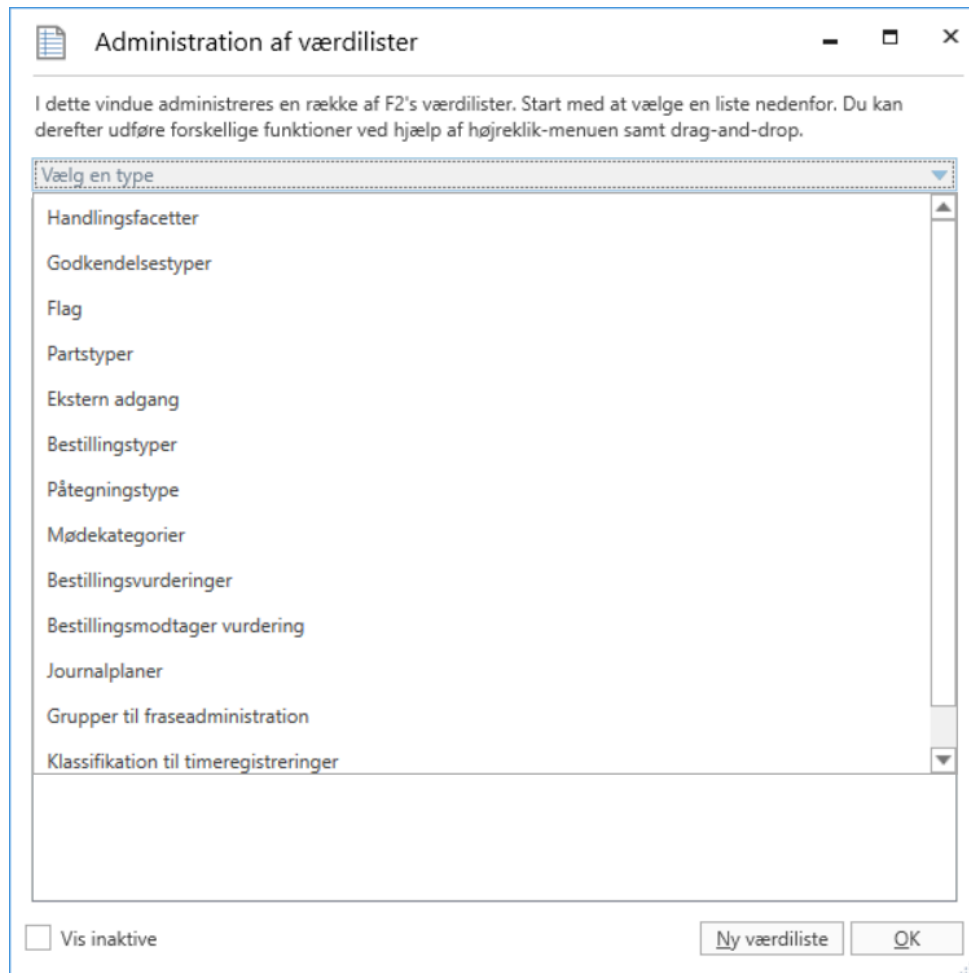 Administration af værdilister
I dette vindue administreres en række af F2's værdilister. Start med at vælge en liste nedenfor. Du kan
derefter udføre forskellige funktioner ved hjælp af højreklik-menuen samt drag-and-drop.
Vælg en type
Handlingsfacetter
Godkendelsestyper
Flag
Partstyper
Ekstern adgang
Bestillingstyper
Påtegningstype
Mødekategorier
Bestillingsvurderinger
Bestillingsmodtager vurdering
Journalplaner
Grupper til fraseadministration
Klassifikation til timeregistreringer
Vis inaktive
Ny værdiliste
OK